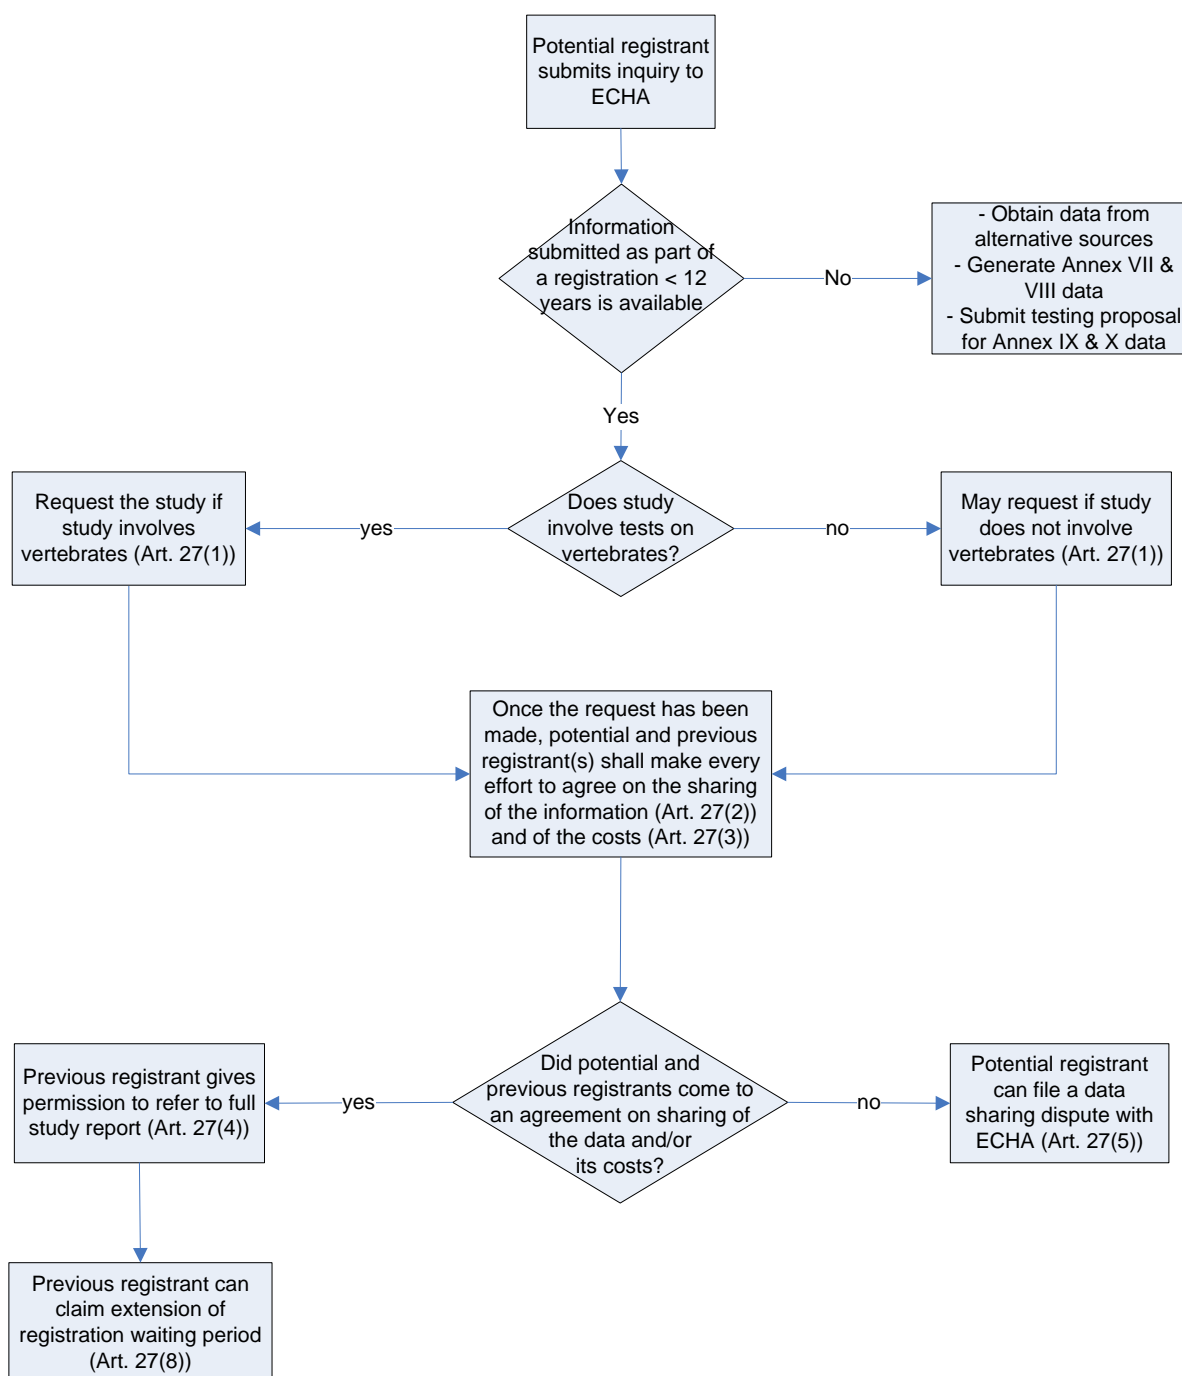 Potential registrant
submits inquiry to
ECHA
Information
submitted as part of
a registration < 12
years is available
No
- Obtain data from
alternative sources
- Generate Annex VII &
VIII data
- Submit testing proposal
for Annex IX & X data
Yes
Request the study if
study involves
vertebrates (Art. 27(1))
yes
Does study
involve tests on
vertebrates?
no
May request if study
does not involve
vertebrates (Art. 27(1))
Once the request has been
made, potential and previous
registrant(s) shall make every
effort to agree on the sharing
of the information (Art. 27(2))
and of the costs (Art. 27(3))
Previous registrant gives
permission to refer to full
study report (Art. 27(4))
yes
Did potential and
previous registrants come to
an agreement on sharing of
the data and/or
its costs?
no
Potential registrant
can file a data
sharing dispute with
ECHA (Art. 27(5))
Previous registrant can
claim extension of
registration waiting period
(Art. 27(8))